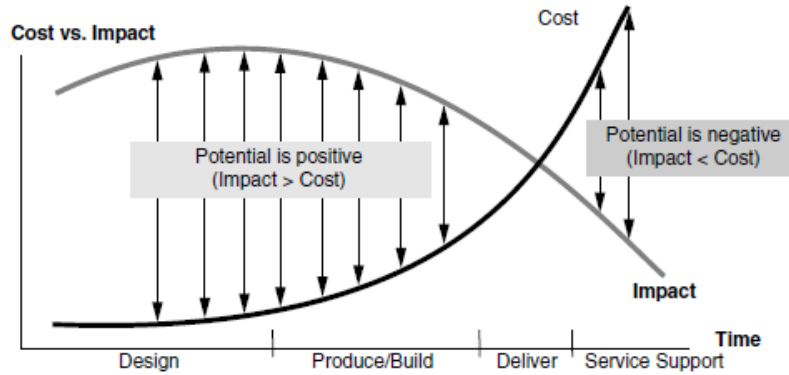 Cost vs. Impact
Cost
Potential is positive
(Impact > Cost)
Potential is negative
(Impact < Cost)
Impact
Time
Design
Produce/Build
Deliver
Service Support